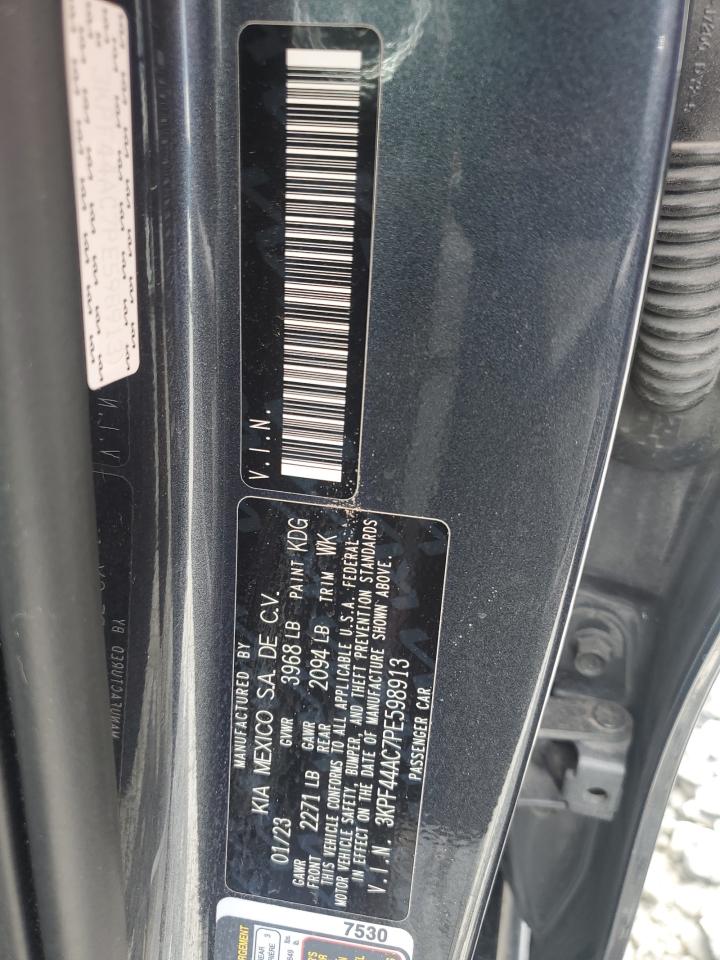 V.I.N.
MANUFACTURED BY
KIA MEXICO S.A. DE C.V.
01/23 GVWR 3968 LB PAINT KDG
GAWR FRONT 2271 LB GAWR REAR 2094 LB TRIM WK
THIS VEHICLE CONFORMS TO ALL APPLICABLE U.S.A. FEDERAL
MOTOR VEHICLE SAFETY, BUMPER, AND THEFT PREVENTION STANDARDS
IN EFFECT ON THE DATE OF MANUFACTURE SHOWN ABOVE.
V.I.N. 3KPF44AC7PE598913
PASSENGER CAR
7530